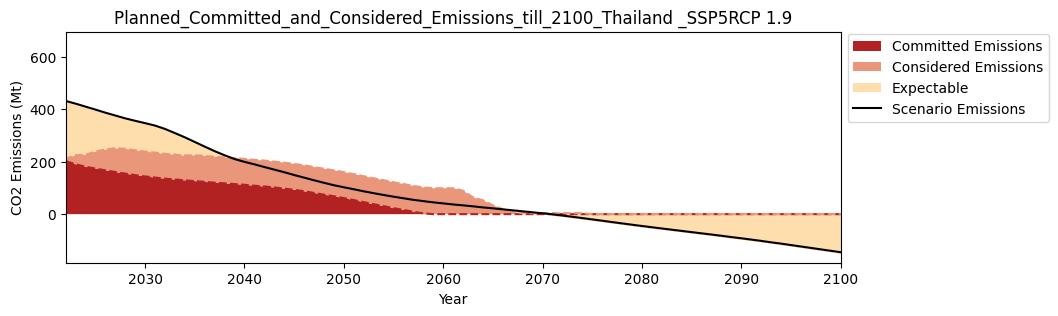 Planned_Committed_and_Considered_Emissions_till_2100_Thailand _SSP5RCP 1.9
CO2 Emissions (Mt)
600
400
200
0
2030 2040 2050 2060 2070 2080 2090 2100
Year
Committed Emissions
Considered Emissions
Expectable
Scenario Emissions